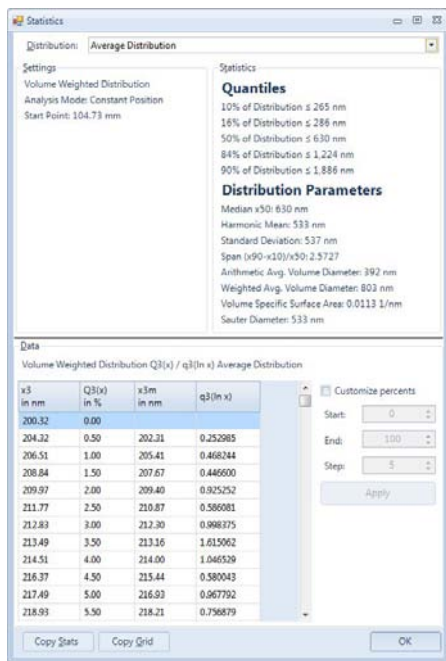 Statistics
Distribution: Average Distribution
Settings
Volume Weighted Distribution
Analysis Mode: Constant Position
Start Point: 104.73 mm
Statistics
Quantiles
10% of Distribution ≤ 265 nm
16% of Distribution ≤ 286 nm
50% of Distribution ≤ 630 nm
84% of Distribution ≤ 1,224 nm
90% of Distribution ≤ 1,886 nm
Distribution Parameters
Median x50: 630 nm
Harmonic Mean: 533 nm
Standard Deviation: 537 nm
Span (x90-x10)/x50: 2.5727
Arithmetic Avg. Volume Diameter: 392 nm
Weighted Avg. Volume Diameter: 803 nm
Volume Specific Surface Area: 0.0113 1/nm
Sauter Diameter: 533 nm
Data
Volume Weighted Distribution Q3(x) / q3(ln x) Average Distribution
x3 in nm Q3(x) in % x3m in nm q3(ln x)
200.32 0.00
204.32 0.50 202.31 0.252985
206.51 1.00 205.41 0.468244
208.84 1.50 207.67 0.446600
209.97 2.00 209.40 0.925252
211.77 2.50 210.87 0.586081
212.83 3.00 212.30 0.998375
213.49 3.50 213.16 1.615062
214.51 4.00 214.00 1.046529
216.37 4.50 215.44 0.580043
217.49 5.00 216.93 0.967792
218.93 5.50 218.21 0.756879
Customize percents
Start: 0
End: 100
Step: 5
Apply
Copy Stats Copy Grid OK